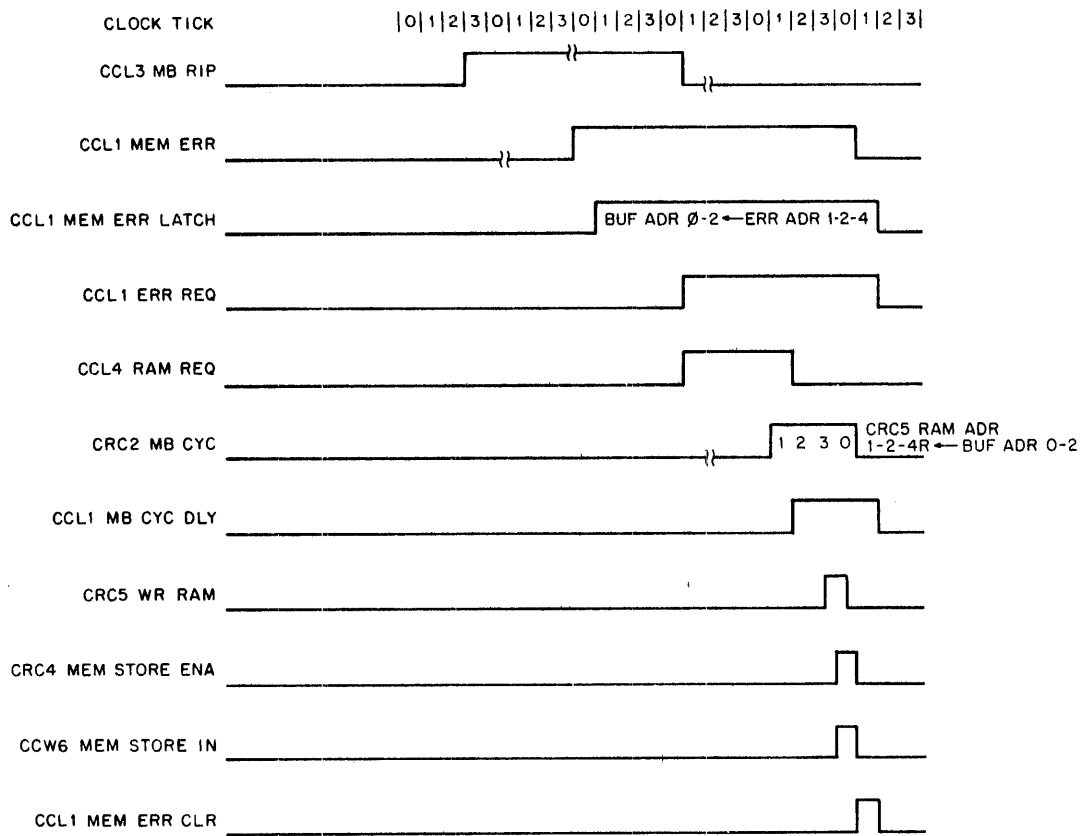 CLOCK TICK |0|1|2|3|0|1|2|3|0|1|2|3|0|1|2|3|0|1|2|3|0|1|2|3|
CCL3 MB RIP
CCL1 MEM ERR
CCL1 MEM ERR LATCH BUF ADR Ø-2←ERR ADR 1-2-4
CCL1 ERR REQ
CCL4 RAM REQ
CRC2 MB CYC 1 2 3 0 CRC5 RAM ADR
1-2-4R← BUF ADR 0-2
CCL1 MB CYC DLY
CRC5 WR RAM
CRC4 MEM STORE ENA
CCW6 MEM STORE IN
CCL1 MEM ERR CLR